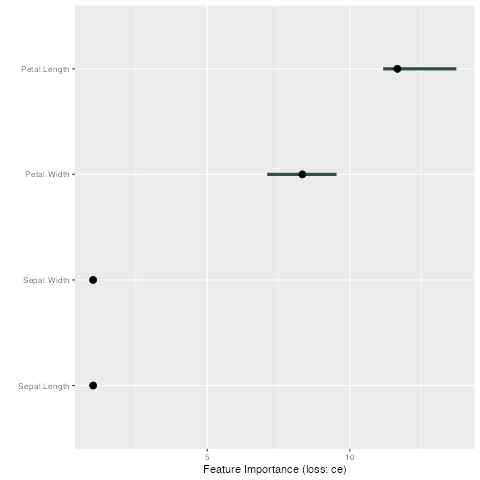 Petal.Length
Petal.Width
Sepal.Width
Sepal.Length
5 10
Feature Importance (loss: ce)